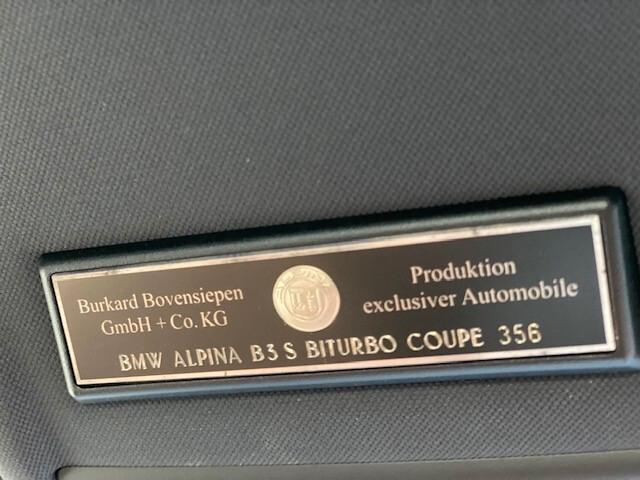 Burkard Bovensiepen
GmbH + Co. KG
Produktion
exclusiver Automobile
BMW ALPINA B3 S BITURBO COUPE 356